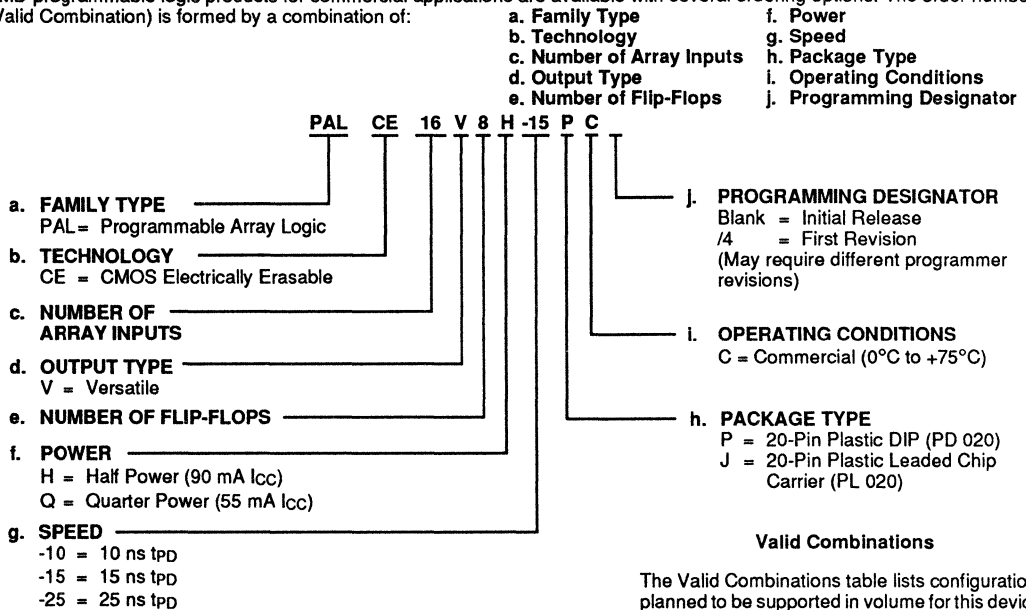 programmable logic products for commercial applications are available with several ordering options. The order
Valid Combination) is formed by a combination of:
a. Family Type
b. Technology
c. Number of Array Inputs
d. Output Type
e. Number of Flip-Flops
f. Power
g. Speed
h. Package Type
i. Operating Conditions
j. Programming Designator
PAL CE 16 V 8 H -15 P C
a. FAMILY TYPE
PAL= Programmable Array Logic
b. TECHNOLOGY
CE = CMOS Electrically Erasable
c. NUMBER OF
ARRAY INPUTS
d. OUTPUT TYPE
V = Versatile
e. NUMBER OF FLIP-FLOPS
f. POWER
H = Half Power (90 mA ICC)
Q = Quarter Power (55 mA ICC)
g. SPEED
-10 = 10 ns tPD
-15 = 15 ns tPD
-25 = 25 ns tPD
j. PROGRAMMING DESIGNATOR
Blank = Initial Release
/4 = First Revision
(May require different programmer
revisions)
i. OPERATING CONDITIONS
C = Commercial (0°C to +75°C)
h. PACKAGE TYPE
P = 20-Pin Plastic DIP (PD 020)
J = 20-Pin Plastic Leaded Chip
Carrier (PL 020)
Valid Combinations
The Valid Combinations table lists configuratio
planned to be supported in volume for this devic